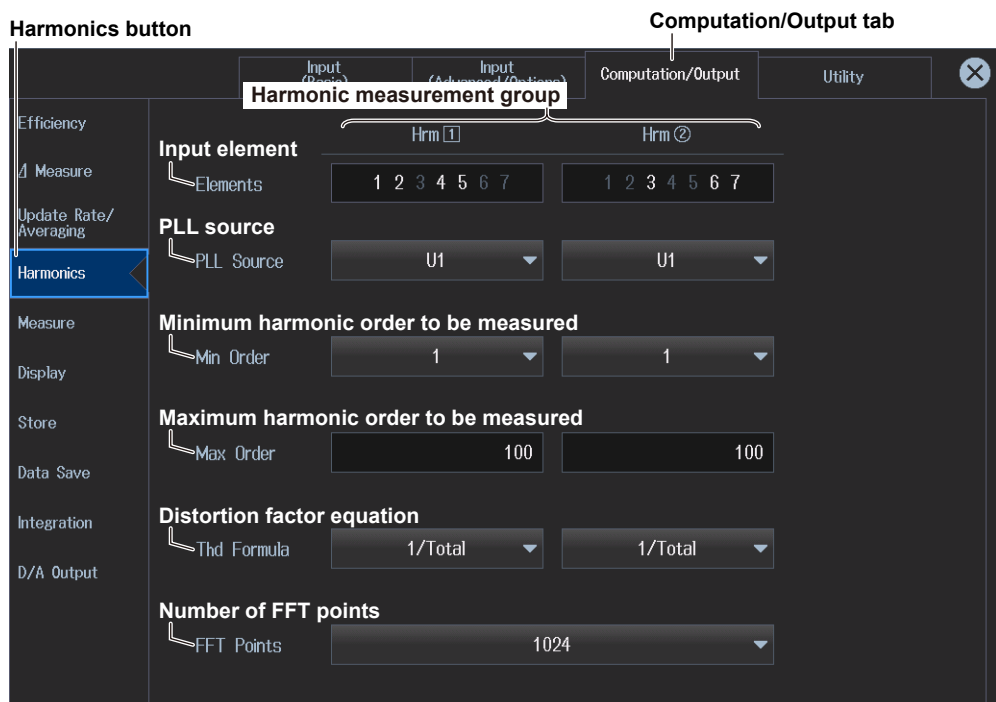 Harmonics button
Computation/Output tab
Input
(Basic)
Input
(Advanced/Options)
Computation/Output
Utility
Harmonic measurement group
Efficiency
Hrm 1
Hrm ②
Input element
Δ Measure
Elements
1 2 3 4 5 6 7
1 2 3 4 5 6 7
Update Rate/
Averaging
PLL source
PLL Source
U1
U1
Harmonics
Measure
Minimum harmonic order to be measured
Min Order
1
1
Display
Store
Maximum harmonic order to be measured
Max Order
100
100
Data Save
Integration
Distortion factor equation
Thd Formula
1/Total
1/Total
D/A Output
Number of FFT points
FFT Points
1024